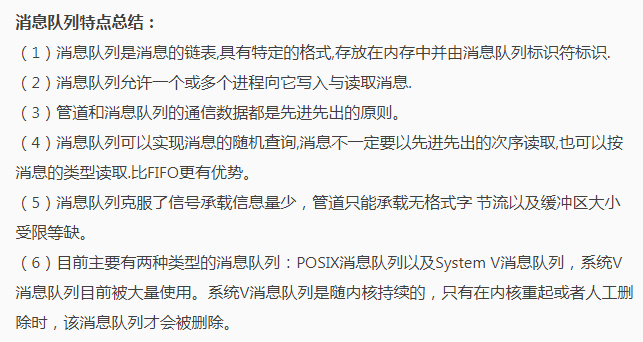 消息队列特点总结：
（1）消息队列是消息的链表,具有特定的格式,存放在内存中并由消息队列标识符标识.
（2）消息队列允许一个或多个进程向它写入与读取消息.
（3）管道和消息队列的通信数据都是先进先出的原则。
（4）消息队列可以实现消息的随机查询,消息不一定要以先进先出的次序读取,也可以按
消息的类型读取.比FIFO更有优势。
（5）消息队列克服了信号承载信息量少，管道只能承载无格式字 节流以及缓冲区大小
受限等缺。
（6）目前主要有两种类型的消息队列：POSIX消息队列以及System V消息队列，系统V
消息队列目前被大量使用。系统V消息队列是随内核持续的，只有在内核重起或者人工删
除时，该消息队列才会被删除。